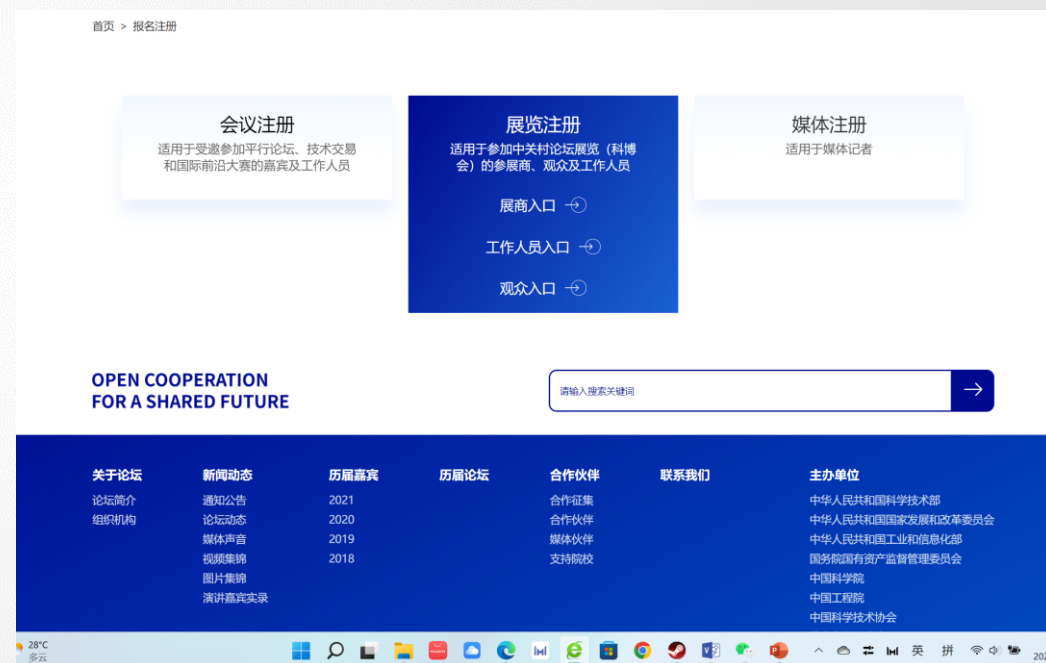 首页 > 报名注册
会议注册
适用于受邀参加平行论坛、技术交易
和国际前沿大赛的嘉宾及工作人员
展览注册
适用于参加中关村论坛展览（科博
会）的参展商、观众及工作人员
展商入口
工作人员入口
观众入口
媒体注册
适用于媒体记者
OPEN COOPERATION
FOR A SHARED FUTURE
请输入搜索关键词
关于论坛
论坛简介
组织机构
新闻动态
通知公告
论坛动态
媒体声音
视频集锦
图片集锦
演讲嘉宾实录
历届嘉宾
2021
2020
2019
2018
历届论坛
合作伙伴
合作征集
合作伙伴
媒体伙伴
支持院校
联系我们
主办单位
中华人民共和国科学技术部
中华人民共和国国家发展和改革委员会
中华人民共和国工业和信息化部
国务院国有资产监督管理委员会
中国科学院
中国工程院
中国科学技术协会
28°C
多云
英 拼